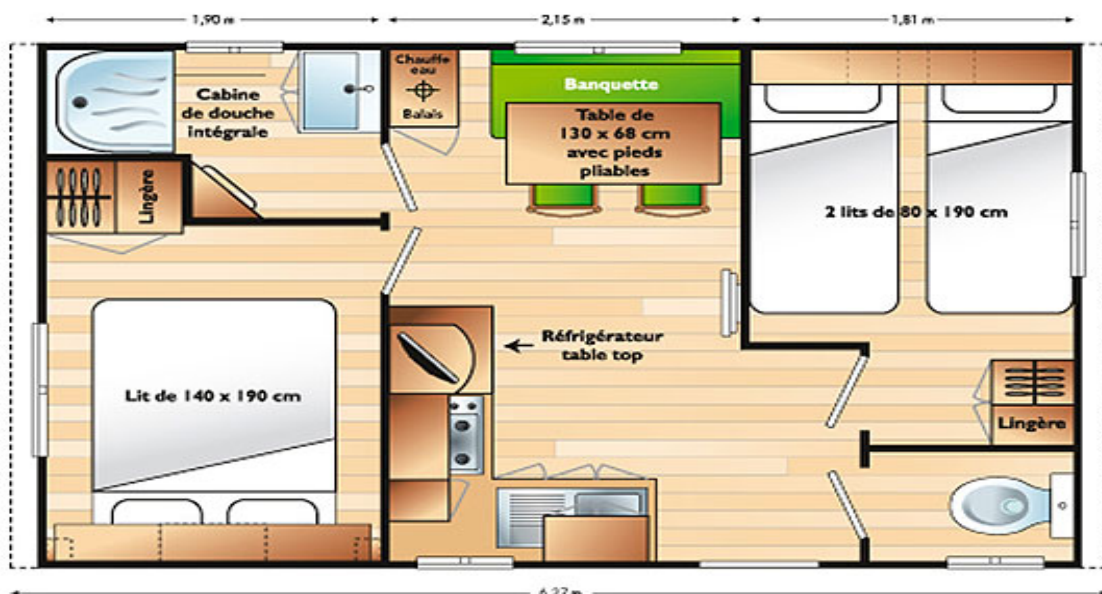 1,90 m
2,15 m
1,81 m
Chauffe
eau
Balais
Cabine
de douche
intégrale
Banquette
Table de
130 x 68 cm
avec pieds
pliables
Lingère
2 lits de 80 x 190 cm
Réfrigérateur
table top
Lit de 140 x 190 cm
Lingère